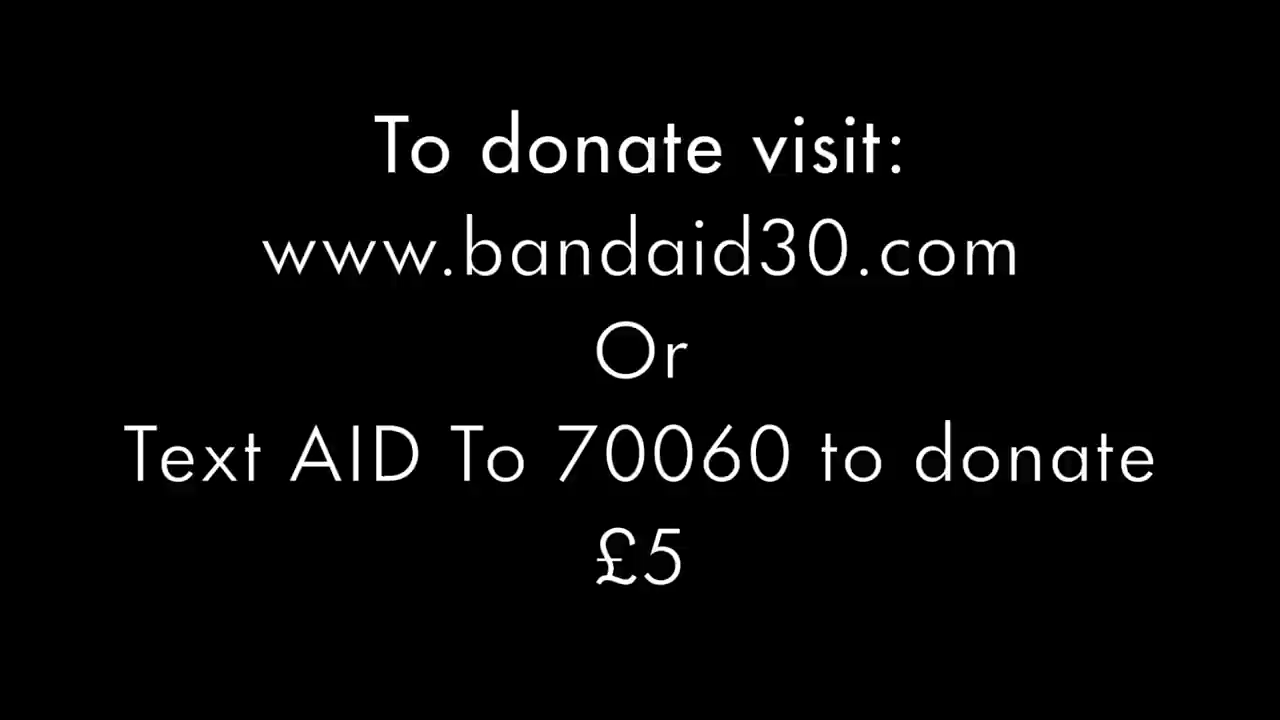 To donate visit:
www.bandaid30.com
Or
Text AID To 70060 to donate
£5